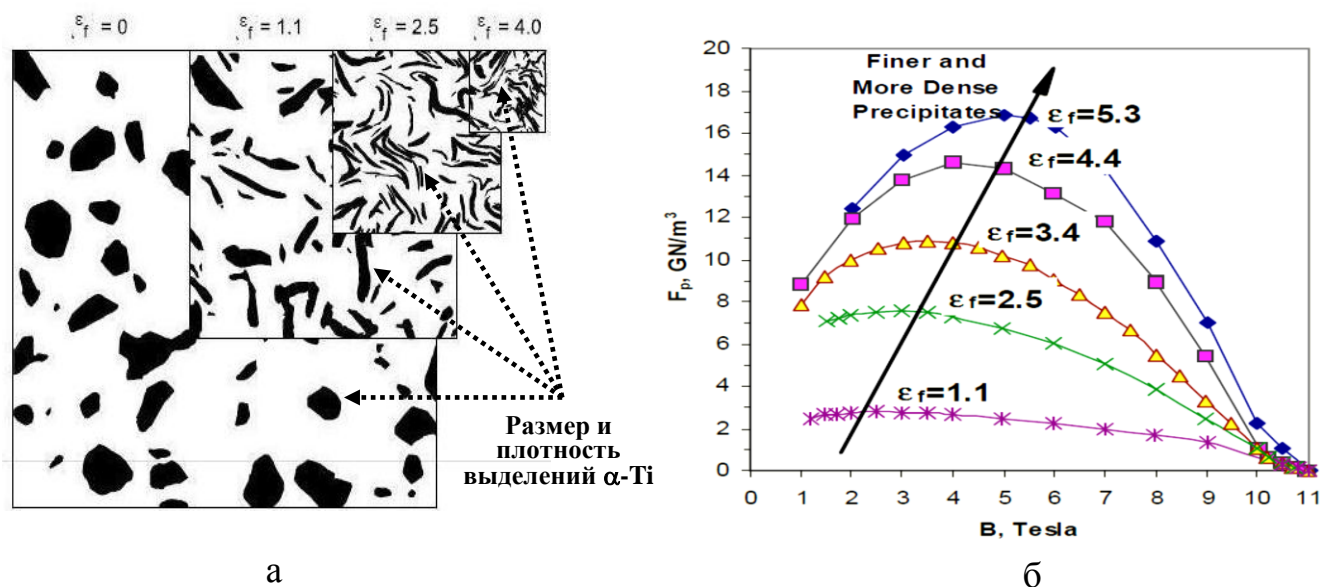 ε_f = 0
ε_f = 1.1
ε_f = 2.5
ε_f = 4.0
Размер и
плотность
выделений α-Ti
а
20
18
16
14
12
10
8
6
4
2
0
F_p, GN/m³
Finer and
More Dense
Precipitates
ε_f=5.3
ε_f=4.4
ε_f=3.4
ε_f=2.5
ε_f=1.1
0 1 2 3 4 5 6 7 8 9 10 11
B, Tesla
б